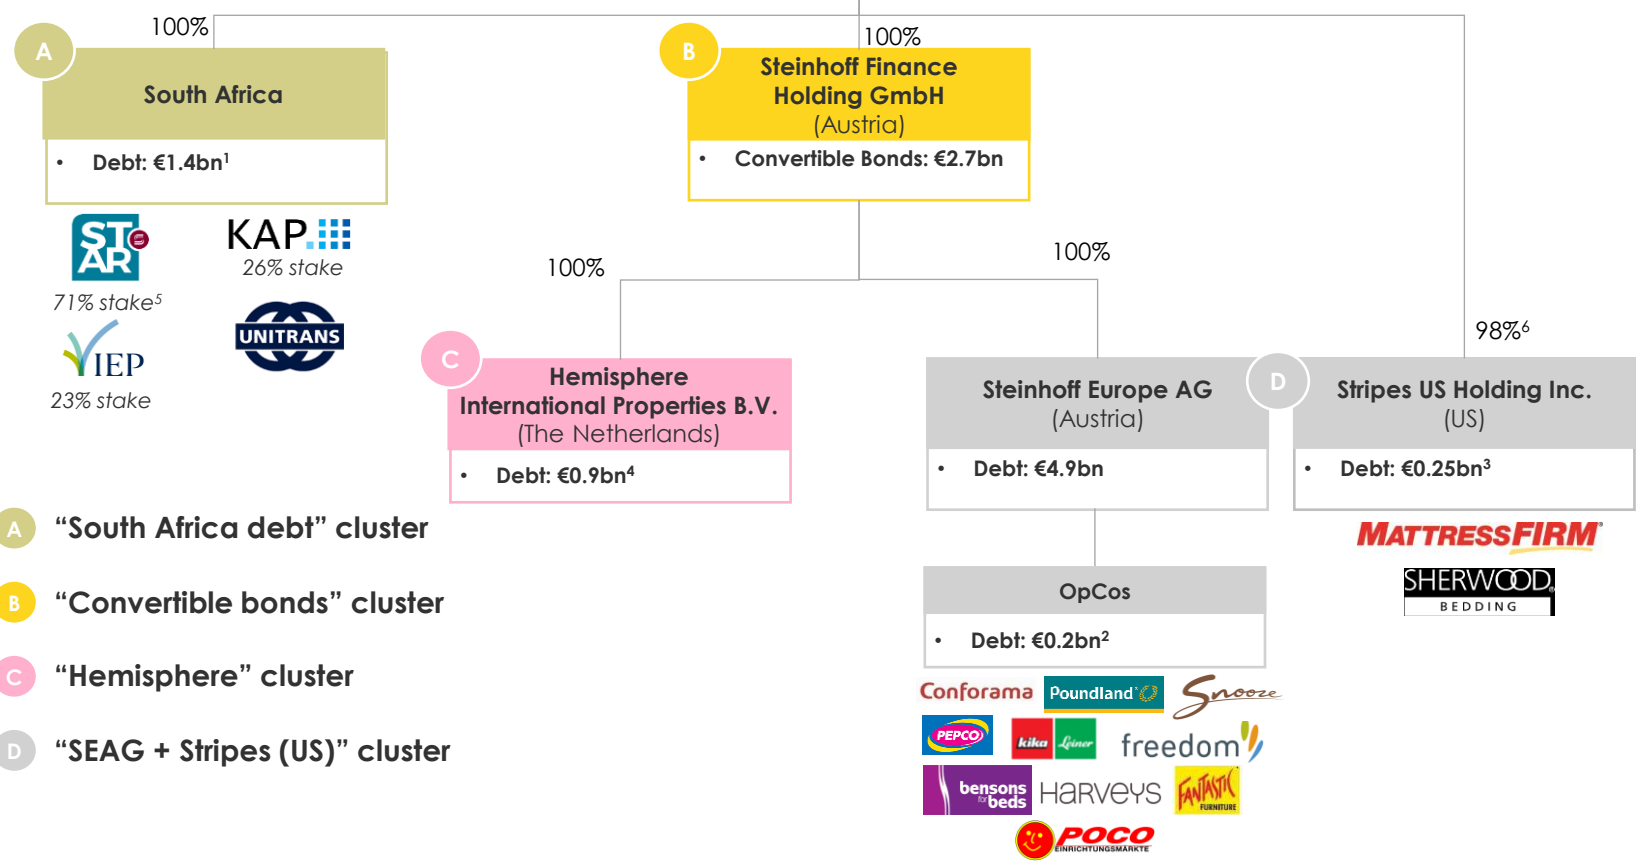 100%
A
South Africa
• Debt: €1.4bn¹
STAR
71% stake⁵
KAP
26% stake
IEP
23% stake
UNITRANS
100%
B
Steinhoff Finance
Holding GmbH
(Austria)
• Convertible Bonds: €2.7bn
100%
100%
C
Hemisphere
International Properties B.V.
(The Netherlands)
• Debt: €0.9bn⁴
Steinhoff Europe AG
(Austria)
• Debt: €4.9bn
98%⁶
D
Stripes US Holding Inc.
(US)
• Debt: €0.25bn³
MATTRESSFIRM
SHERWOOD
BEDDING
OpCos
• Debt: €0.2bn²
Conforama
Poundland
Snooze
PEPCO
kika
Leiner
freedom
bensons
for beds
HARVEYS
FANTASTIC
FURNITURE
POCO
EINRICHTUNGSMÄRKTE
A “South Africa debt” cluster
B “Convertible bonds” cluster
C “Hemisphere” cluster
D “SEAG + Stripes (US)” cluster